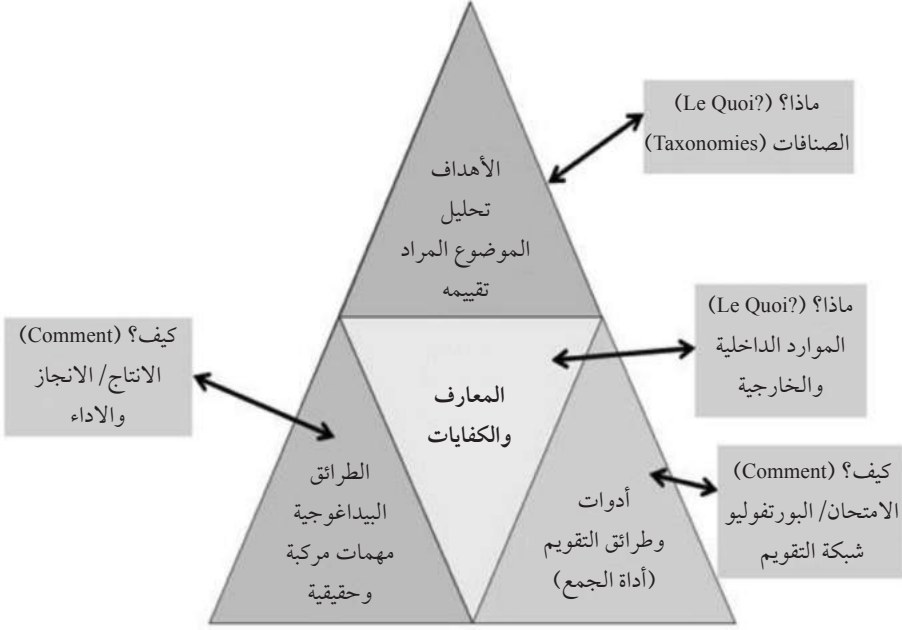 ماذا؟ (Le Quoi?)
الصنافات (Taxonomies)
الأهداف
تحليل
الموضوع المراد
تقييمه
ماذا؟ (Le Quoi?)
الموارد الداخلية
والخارجية
كيف؟ (Comment)
الانتاج/ الانجاز
والاداء
المعارف
والكفايات
كيف؟ (Comment)
الامتحان/ البورتفوليو
شبكة التقويم
الطرائق
البيداغوجية
مهمات مركبة
وحقيقية
أدوات
وطرائق التقويم
(أداة الجمع)